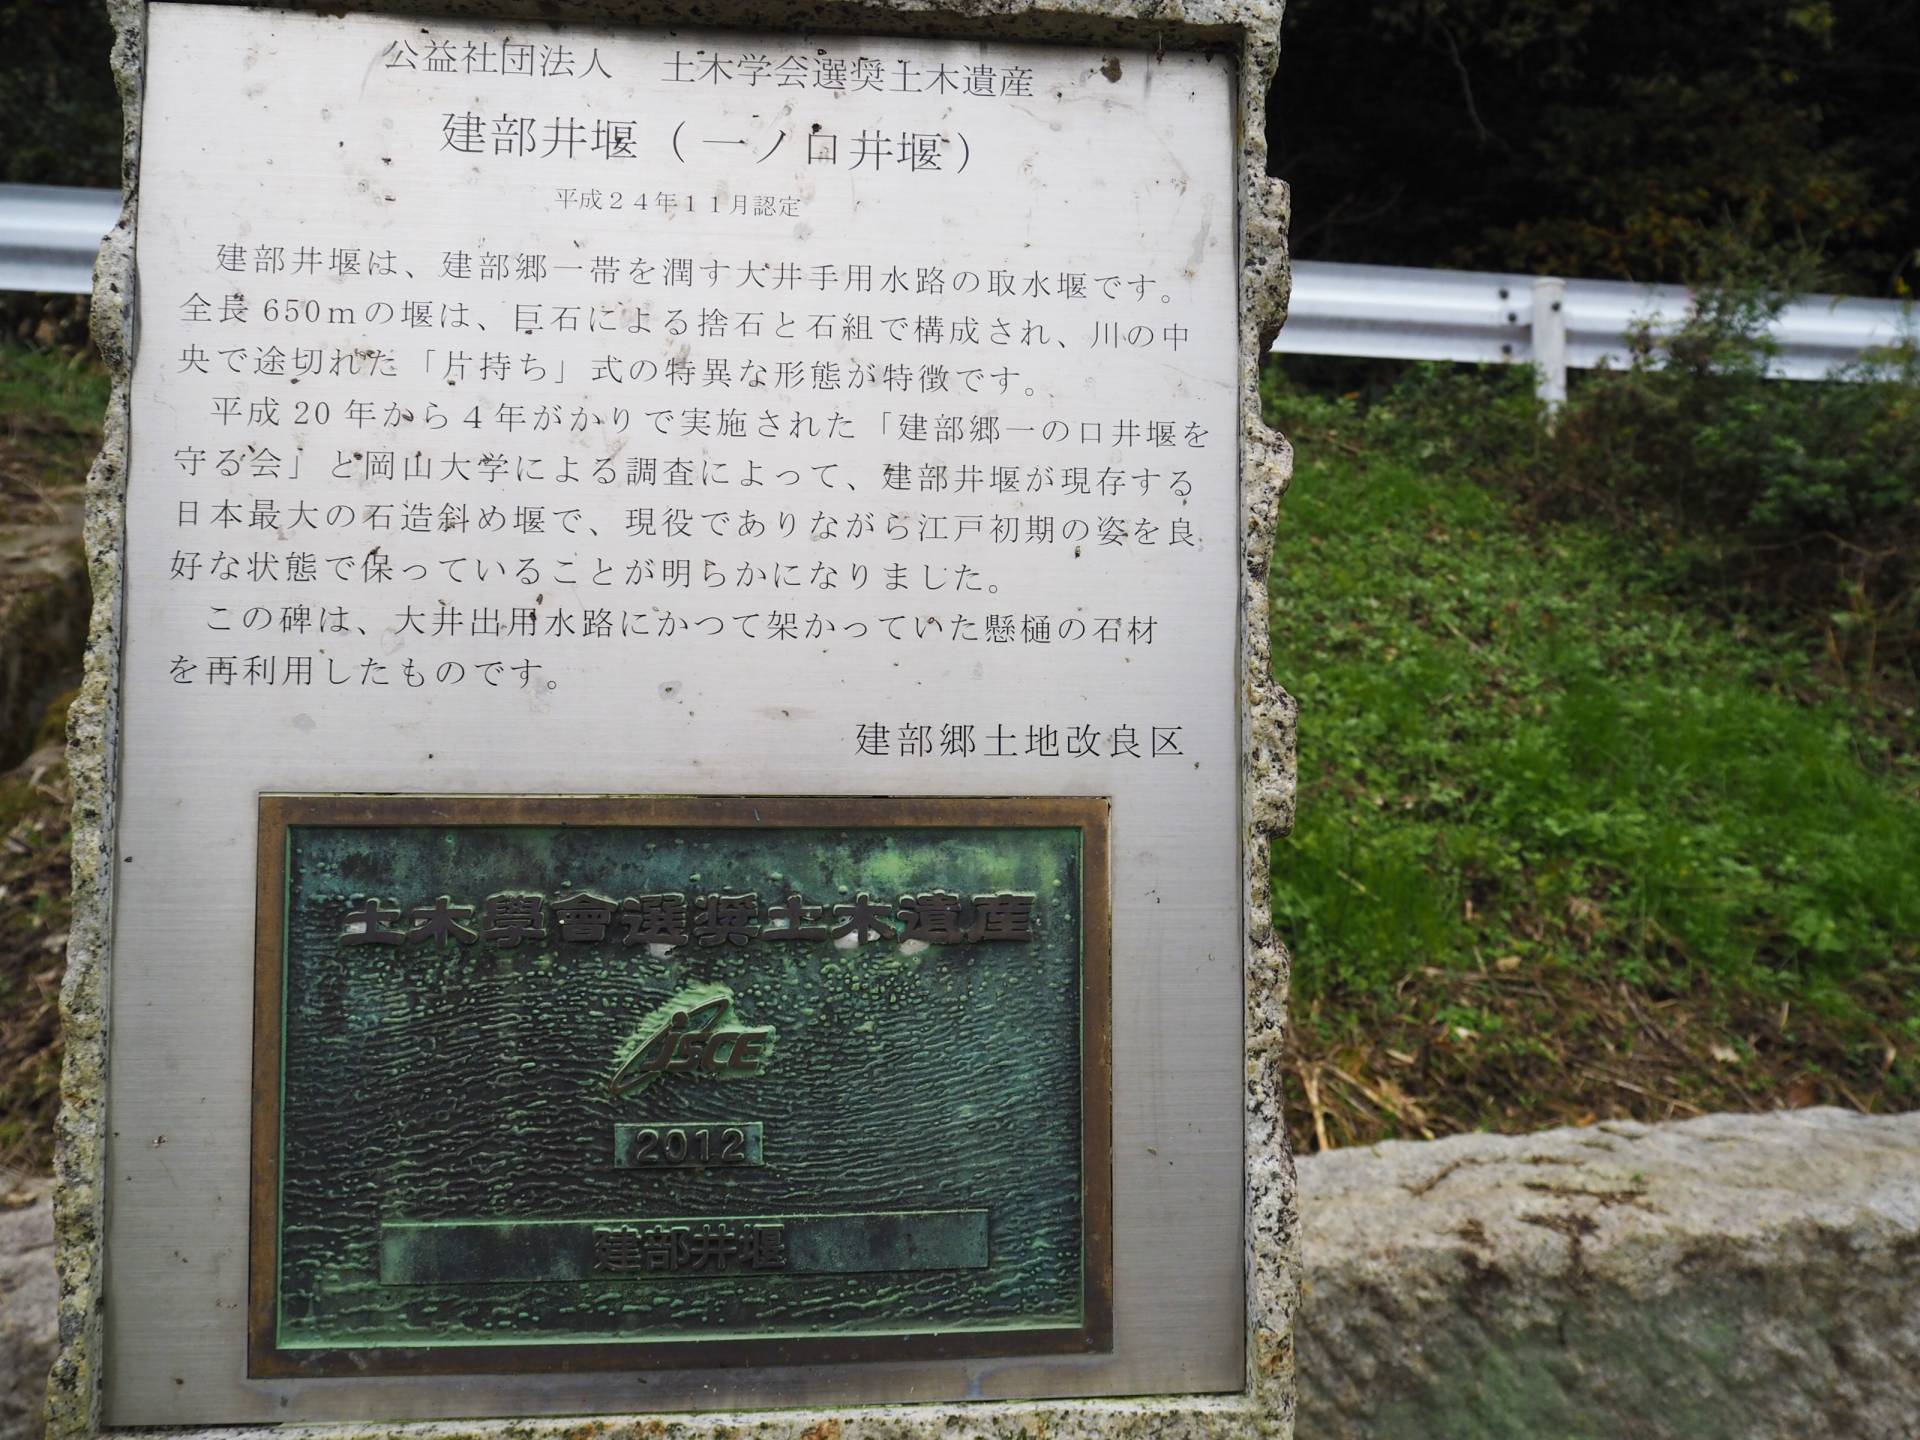 公益社団法人　土木学会選奨土木遺産
建部井堰（一ノ口井堰）
平成２４年１１月認定
建部井堰は、建部郷一帯を潤す大井手用水路の取水堰です。
全長650mの堰は、巨石による捨石と石組で構成され、川の中
央で途切れた「片持ち」式の特異な形態が特徴です。
平成20年から４年がかりで実施された「建部郷一の口井堰を
守る会」と岡山大学による調査によって、建部井堰が現存する
日本最大の石造斜め堰で、現役でありながら江戸初期の姿を良
好な状態で保っていることが明らかになりました。
この碑は、大井出用水路にかつて架かっていた懸樋の石材
を再利用したものです。
建部郷土地改良区
土木學會選奨土木遺産
JSCE
2012
建部井堰